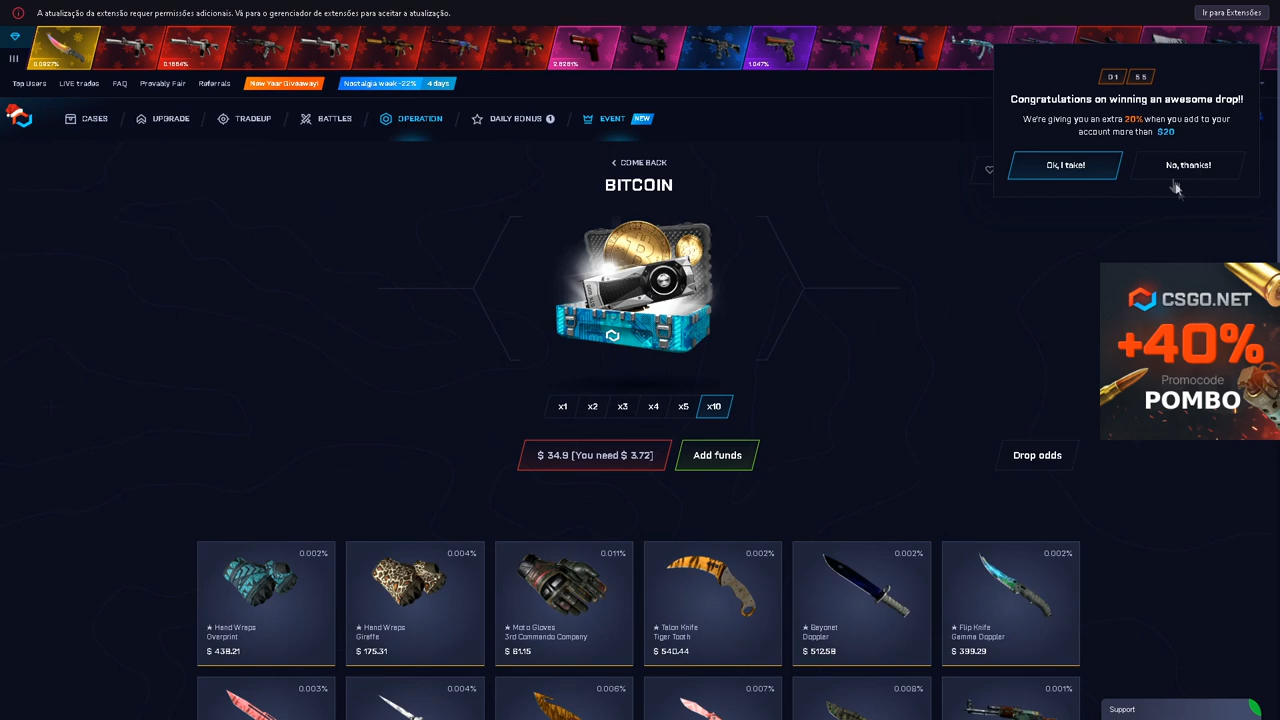 A atualização da extensão requer permissões adicionais. Vá para o gerenciador de extensões para aceitar a atualização.
Ir para Extensões
0.0927%
0.1664%
2.8281%
1.047%
Top Users
LIVE trades
FAQ
Provably Fair
Referrals
New Year Giveaway!
Nostalgia week -22%
4 days
CASES
UPGRADE
TRADEUP
BATTLES
OPERATION
DAILY BONUS 1
EVENT
NEW
01 55
Congratulations on winning an awesome drop!!
We're giving you an extra 20% when you add to your
account more than $20
Ok, I take!
No, thanks!
COME BACK
BITCOIN
CSGO.NET
+40%
Promocode
POMBO
x1
x2
x3
x4
x5
x10
$ 34.9 [You need $ 3.72]
Add funds
Drop odds
0.002%
★ Hand Wraps
Overprint
$ 438.21
0.004%
★ Hand Wraps
Giraffe
$ 175.31
0.011%
★ Moto Gloves
3rd Commando Company
$ 61.15
0.002%
★ Talon Knife
Tiger Tooth
$ 540.44
0.002%
★ Bayonet
Doppler
$ 512.58
0.002%
★ Flip Knife
Gamma Doppler
$ 399.29
0.003%
0.004%
0.006%
0.007%
0.008%
0.001%
Support